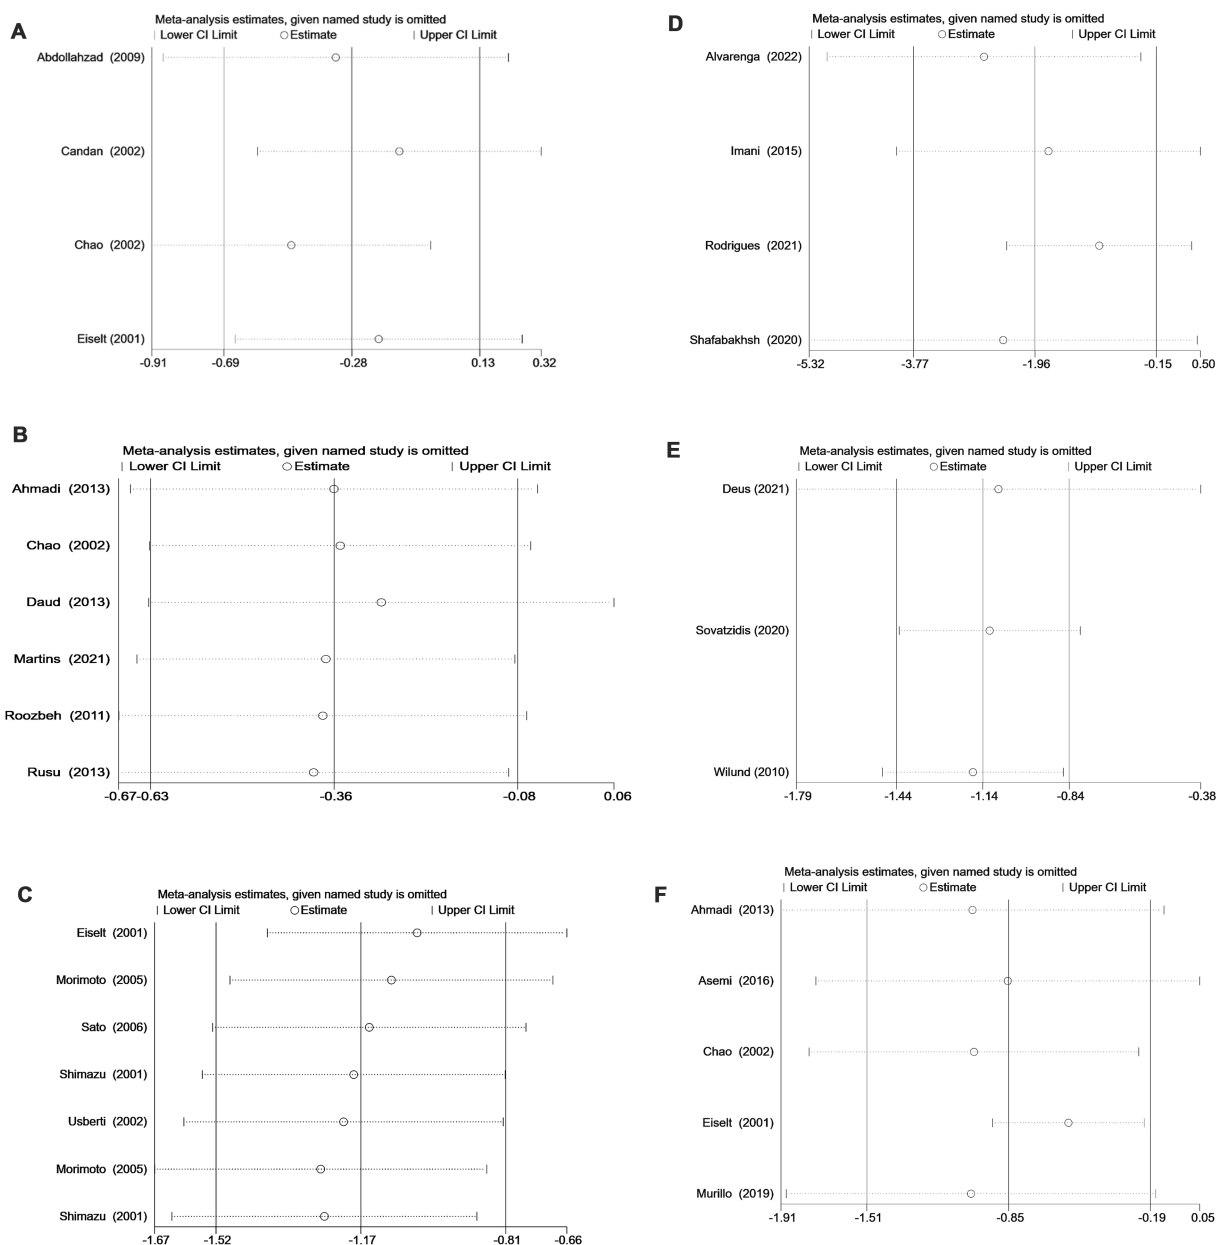 A
Meta-analysis estimates, given named study is omitted
Lower CI Limit Estimate Upper CI Limit
Abdollahzad (2009)
Candan (2002)
Chao (2002)
Eiselt (2001)
-0.91 -0.69 -0.28 0.13 0.32
B
Meta-analysis estimates, given named study is omitted
Lower CI Limit Estimate Upper CI Limit
Ahmadi (2013)
Chao (2002)
Daud (2013)
Martins (2021)
Roozbeh (2011)
Rusu (2013)
-0.67 -0.63 -0.36 -0.08 0.06
C
Meta-analysis estimates, given named study is omitted
Lower CI Limit Estimate Upper CI Limit
Eiselt (2001)
Morimoto (2005)
Sato (2006)
Shimazu (2001)
Usberti (2002)
Morimoto (2005)
Shimazu (2001)
-1.67 -1.52 -1.17 -0.81 -0.66
D
Meta-analysis estimates, given named study is omitted
Lower CI Limit Estimate Upper CI Limit
Alvarenga (2022)
Imani (2015)
Rodrigues (2021)
Shafabakhsh (2020)
-5.32 -3.77 -1.96 -0.15 0.50
E
Meta-analysis estimates, given named study is omitted
Lower CI Limit Estimate Upper CI Limit
Deus (2021)
Sovatzidis (2020)
Wilund (2010)
-1.79 -1.44 -1.14 -0.84 -0.38
F
Meta-analysis estimates, given named study is omitted
Lower CI Limit Estimate Upper CI Limit
Ahmadi (2013)
Asemi (2016)
Chao (2002)
Eiselt (2001)
Murillo (2019)
-1.91 -1.51 -0.85 -0.19 0.05